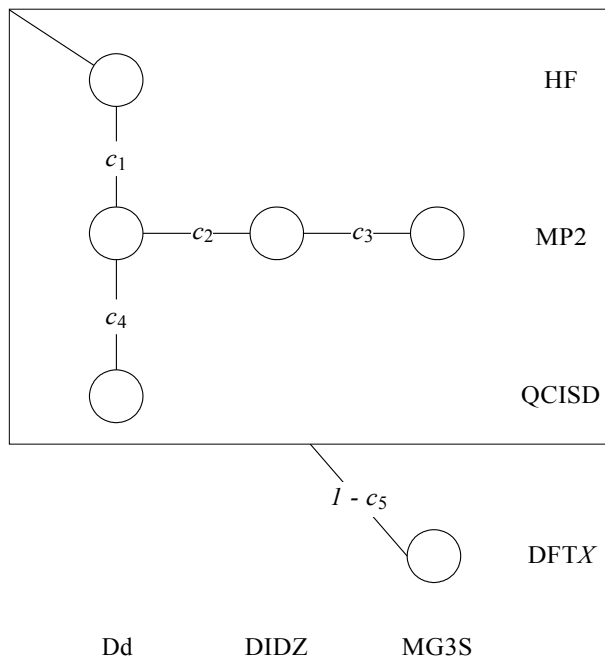 HF
c₁
c₂ c₃ MP2
c₄
QCISD
1 - c₅
DFTX
Dd DIDZ MG3S